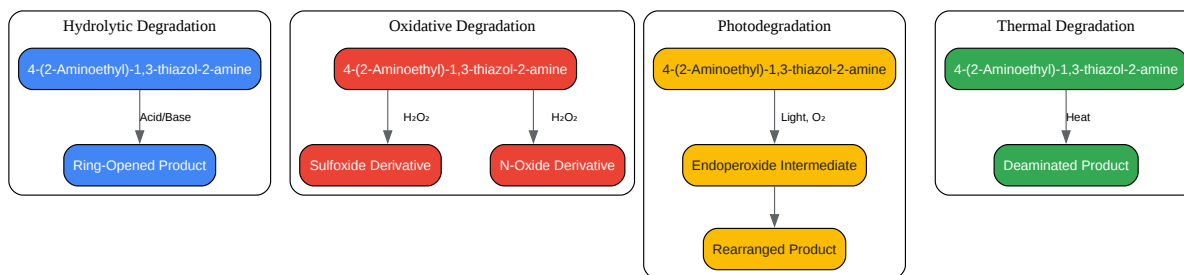 Hydrolytic Degradation
4-(2-Aminoethyl)-1,3-thiazol-2-amine
Acid/Base
Ring-Opened Product
Oxidative Degradation
4-(2-Aminoethyl)-1,3-thiazol-2-amine
H₂O₂
H₂O₂
Sulfoxide Derivative
N-Oxide Derivative
Photodegradation
4-(2-Aminoethyl)-1,3-thiazol-2-amine
Light, O₂
Endoperoxide Intermediate
Rearranged Product
Thermal Degradation
4-(2-Aminoethyl)-1,3-thiazol-2-amine
Heat
Deaminated Product